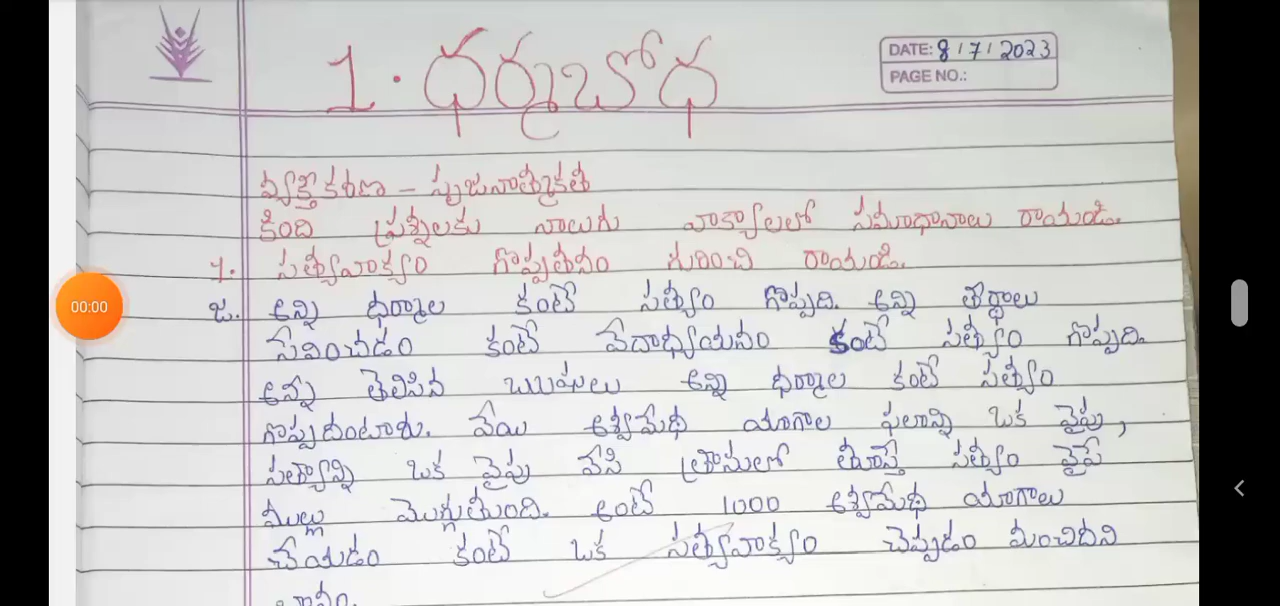 DATE: 8/7/2023
PAGE NO.:
1. ధర్మబోధ
వ్యక్తీకరణ - సృజనాత్మకత
కింది ప్రశ్నలకు నాలుగు వాక్యాలలో సమాధానాలు రాయండి.
1. సత్యవాక్యం గొప్పతనం గురించి రాయండి.
00:00
జ. అన్ని ధర్మాల కంటే సత్యం గొప్పది. అన్ని తీర్థాలు
సేవించడం కంటే వేదాధ్యయనం కంటే సత్యం గొప్పది.
అన్ని తెలిసిన ఋషులు అన్ని ధర్మాల కంటే సత్యం
గొప్పదంటారు. వేయి అశ్వమేధ యాగాల ఫలాన్ని ఒక వైపు,
సత్యాన్ని ఒక వైపు వేసి త్రాసులో తూస్తే సత్యం వైపే
ముల్లు మొగ్గుతుంది. అంటే 1000 అశ్వమేధ యాగాలు
చేయడం కంటే ఒక సత్యవాక్యం చెప్పడం మంచిదని
భావం.